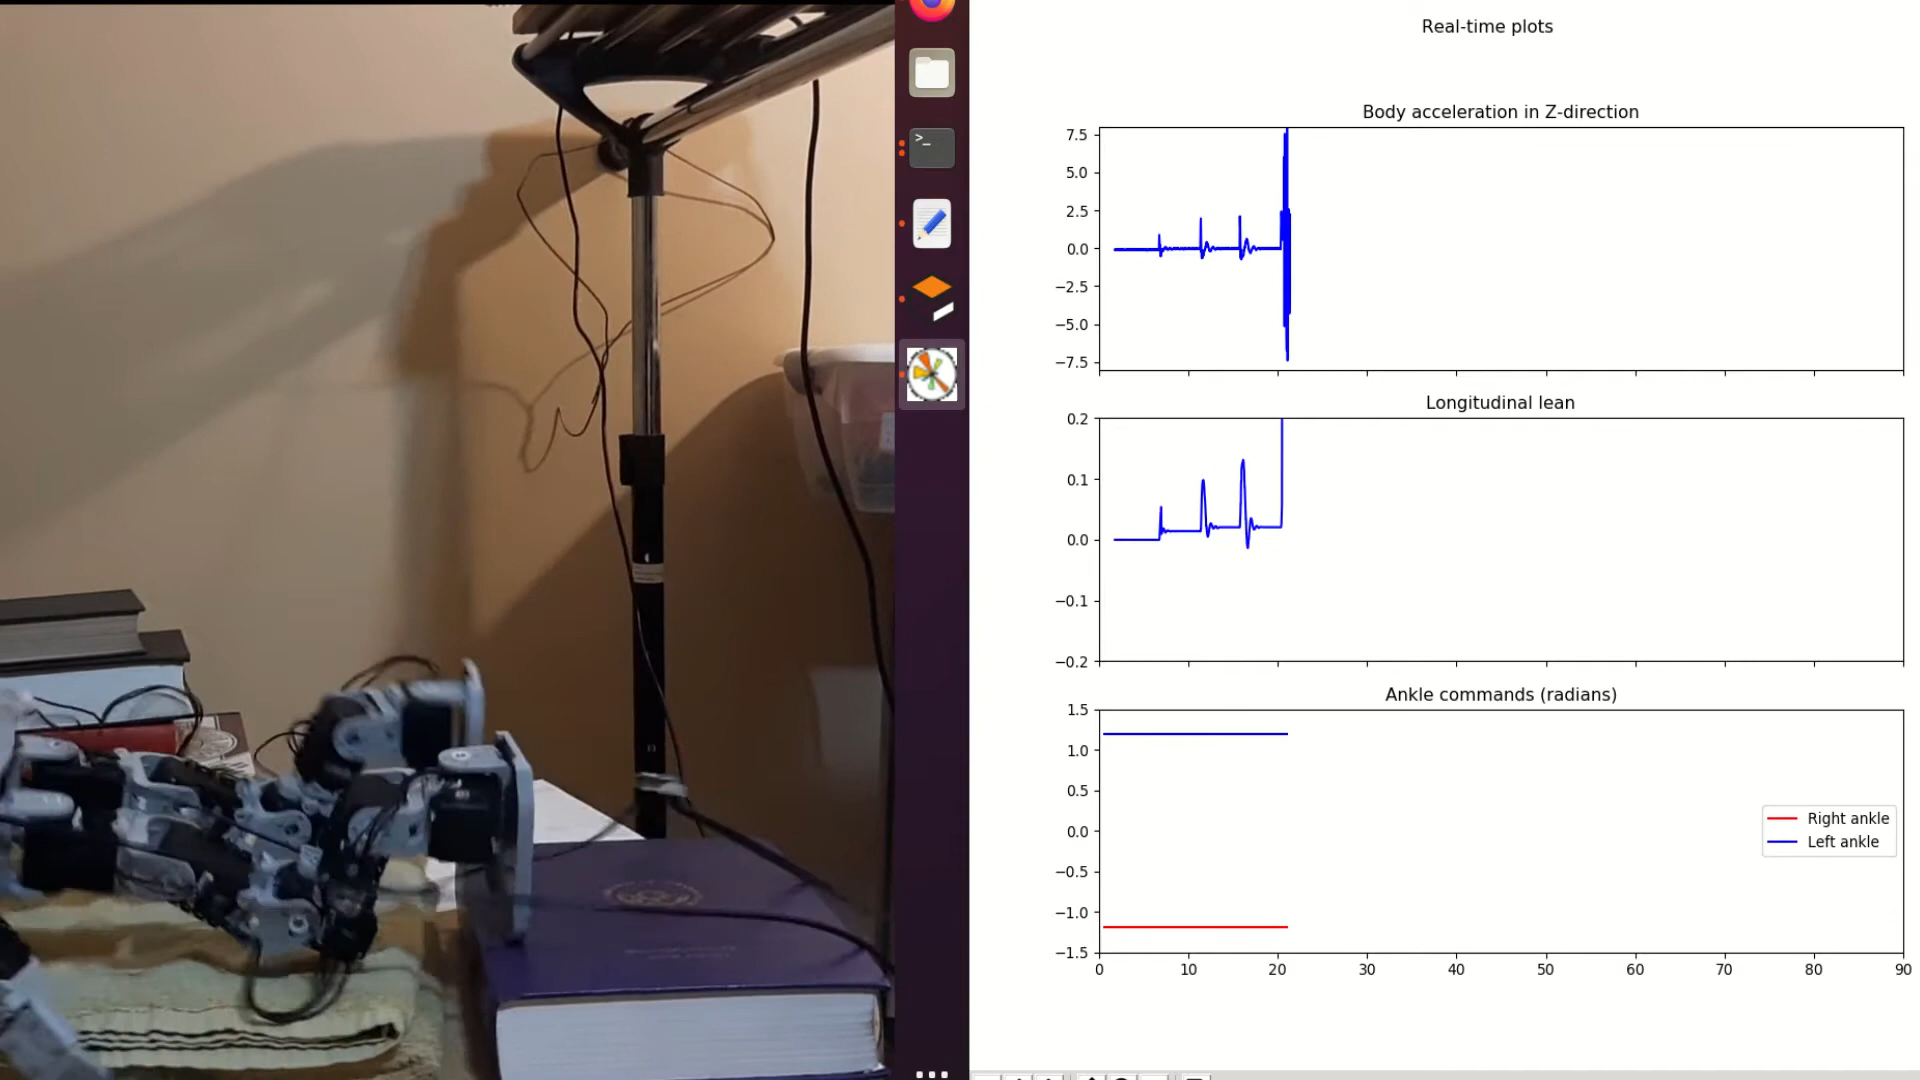 >_
Real-time plots
Body acceleration in Z-direction
7.5
5.0
2.5
0.0
−2.5
−5.0
−7.5
Longitudinal lean
0.2
0.1
0.0
−0.1
−0.2
Ankle commands (radians)
1.5
1.0
0.5
0.0
−0.5
−1.0
−1.5
Right ankle
Left ankle
0 10 20 30 40 50 60 70 80 90